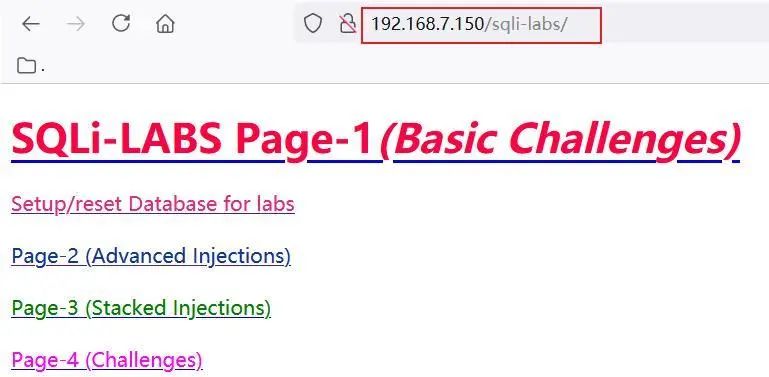 192.168.7.150/sqli-labs/
.
SQLi-LABS Page-1(Basic Challenges)
Setup/reset Database for labs
Page-2 (Advanced Injections)
Page-3 (Stacked Injections)
Page-4 (Challenges)